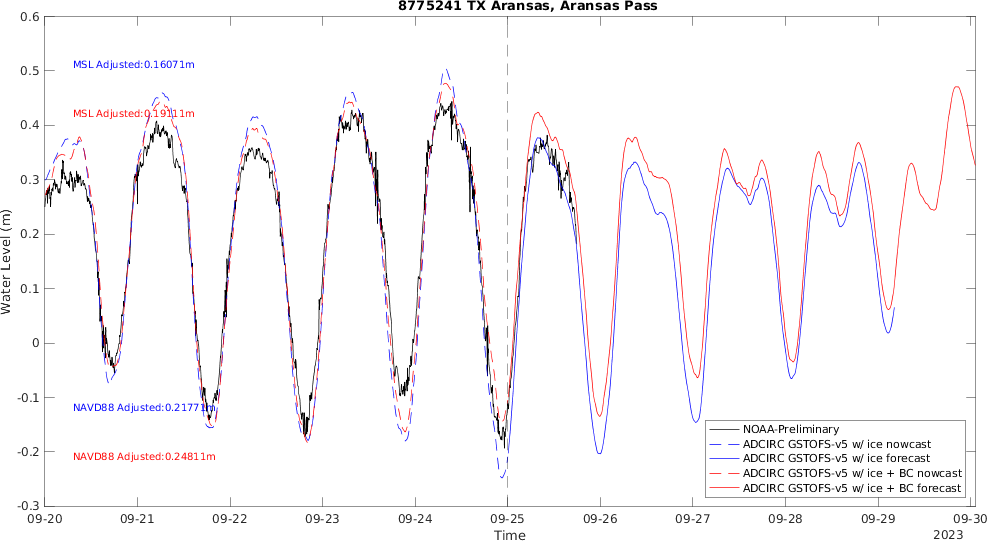 8775241 TX Aransas, Aransas Pass
0.6
0.5
0.4
0.3
0.2
0.1
0
-0.1
-0.2
-0.3
Water Level (m)
MSL Adjusted:0.16071m
MSL Adjusted:0.19111m
NAVD88 Adjusted:0.21771m
NAVD88 Adjusted:0.24811m
NOAA-Preliminary
ADCIRC GSTOFS-v5 w/ ice nowcast
ADCIRC GSTOFS-v5 w/ ice forecast
ADCIRC GSTOFS-v5 w/ ice + BC nowcast
ADCIRC GSTOFS-v5 w/ ice + BC forecast
09-20 09-21 09-22 09-23 09-24 09-25 09-26 09-27 09-28 09-29 09-30
Time
2023